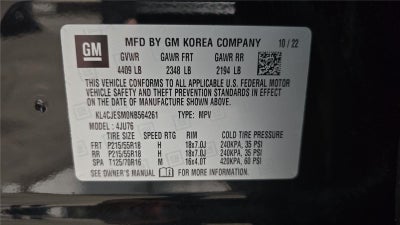 GM
MFD BY GM KOREA COMPANY 10 / 22
GVWR GAWR FRT GAWR RR
4409 LB 2348 LB 2194 LB
THIS VEHICLE CONFORMS TO ALL APPLICABLE U.S. FEDERAL MOTOR
VEHICLE SAFETY AND THEFT PREVENTION STANDARDS IN EFFECT ON THE
DATE OF MANUFACTURE SHOWN ABOVE.
KL4CJESM0NB564261 TYPE: MPV
MODEL: 4JU76
TIRE SIZE SPEED RTG RIM COLD TIRE PRESSURE
FRT P215/55R18 H 18x7.0J 240KPA, 35 PSI
RR P215/55R18 H 18x7.0J 240KPA, 35 PSI
SPA T125/70R16 M 16x4.0T 420KPA, 60 PSI
SEE OWNER'S MANUAL FOR ADDITIONAL INFORMATION.